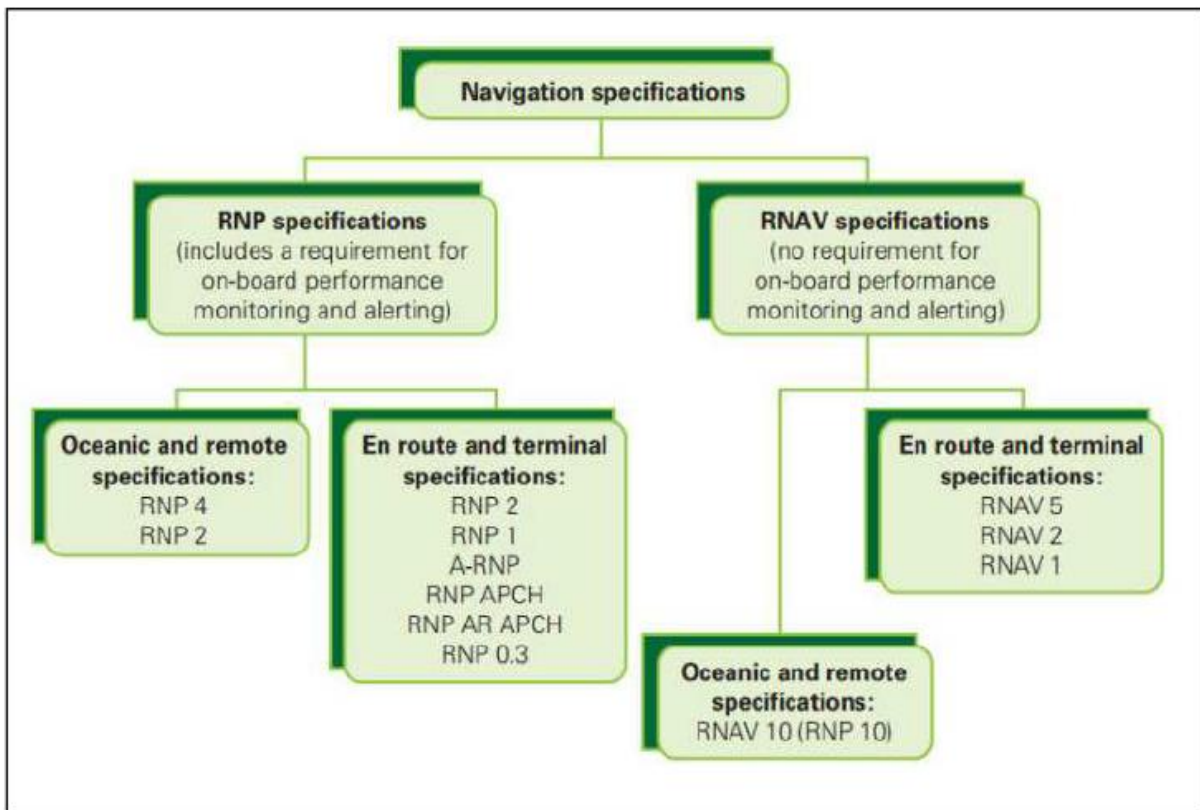 Navigation specifications
RNP specifications
(includes a requirement for
on-board performance
monitoring and alerting)
RNAV specifications
(no requirement for
on-board performance
monitoring and alerting)
Oceanic and remote
specifications:
RNP 4
RNP 2
En route and terminal
specifications:
RNP 2
RNP 1
A-RNP
RNP APCH
RNP AR APCH
RNP 0.3
En route and terminal
specifications:
RNAV 5
RNAV 2
RNAV 1
Oceanic and remote
specifications:
RNAV 10 (RNP 10)